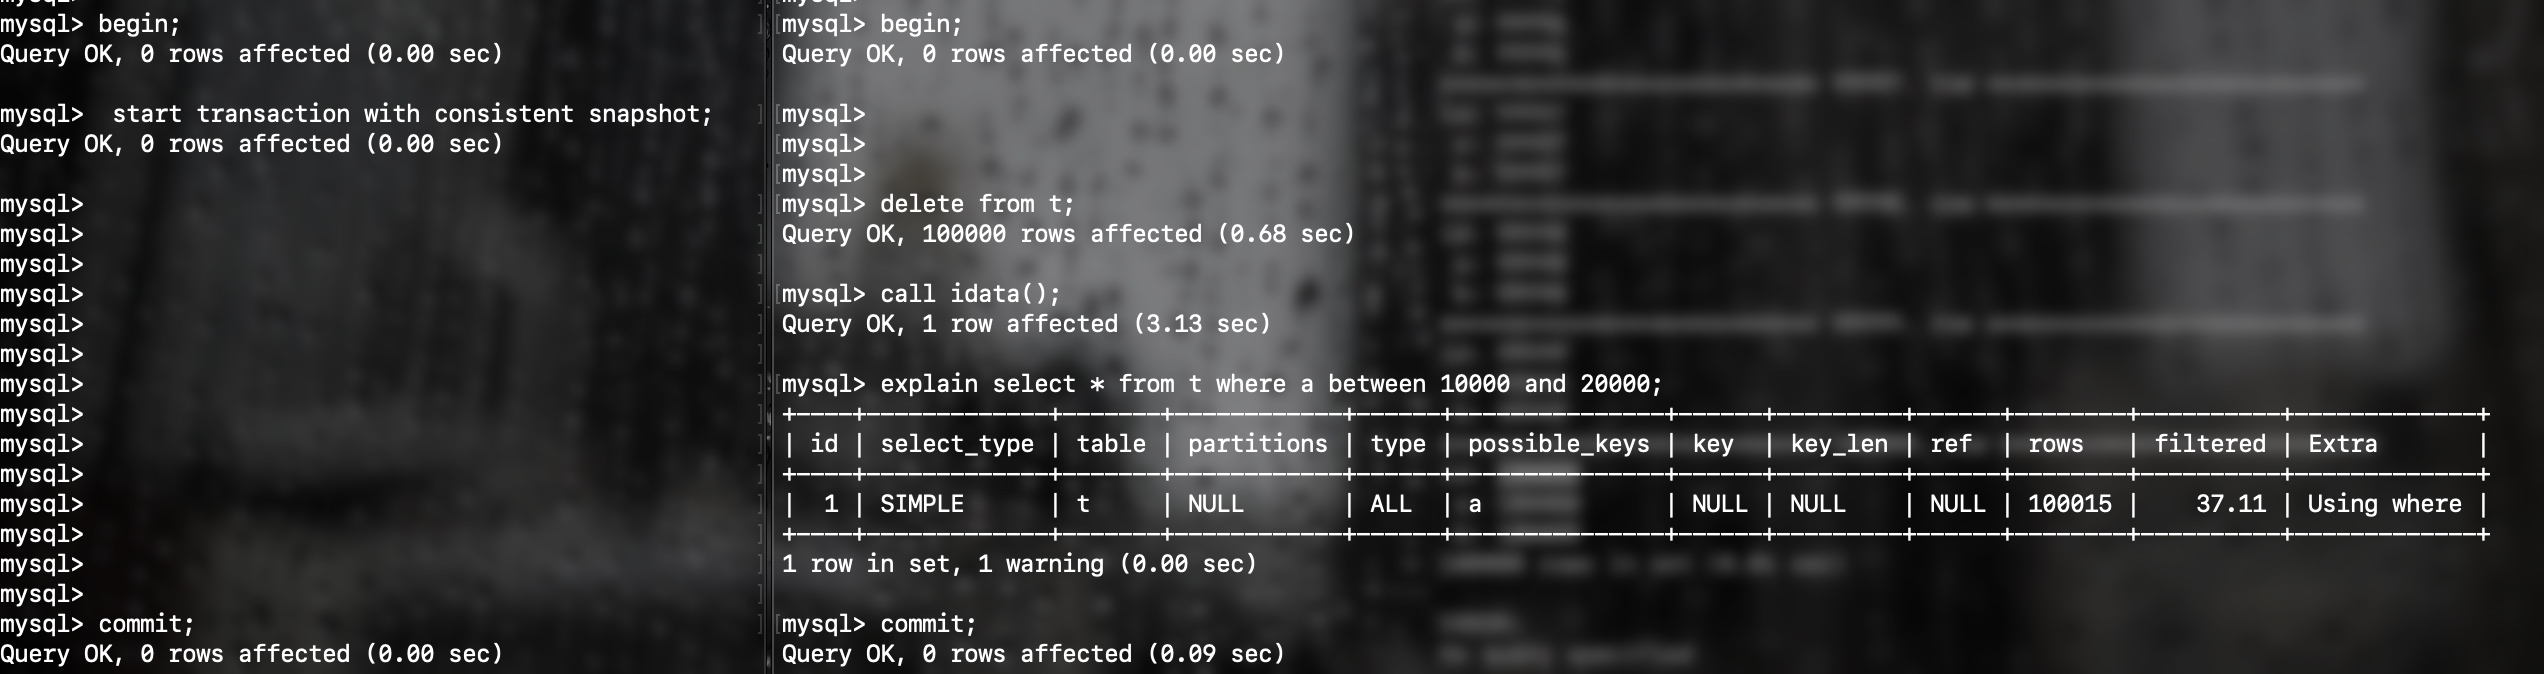 mysql> begin;
Query OK, 0 rows affected (0.00 sec)
mysql>  start transaction with consistent snapshot;
Query OK, 0 rows affected (0.00 sec)
mysql>
mysql>
mysql>
mysql>
mysql>
mysql>
mysql>
mysql>
mysql>
mysql>
mysql>
mysql>
mysql>
mysql>
mysql> commit;
Query OK, 0 rows affected (0.00 sec)
mysql> begin;
Query OK, 0 rows affected (0.00 sec)
mysql>
mysql>
mysql>
mysql> delete from t;
Query OK, 100000 rows affected (0.68 sec)
mysql> call idata();
Query OK, 1 row affected (3.13 sec)
mysql> explain select * from t where a between 10000 and 20000;
+----+-------------+-------+------------+------+---------------+------+---------+------+--------+----------+-------------+
| id | select_type | table | partitions | type | possible_keys | key  | key_len | ref  | rows   | filtered | Extra       |
+----+-------------+-------+------------+------+---------------+------+---------+------+--------+----------+-------------+
|  1 | SIMPLE      | t     | NULL       | ALL  | a             | NULL | NULL    | NULL | 100015 |    37.11 | Using where |
+----+-------------+-------+------------+------+---------------+------+---------+------+--------+----------+-------------+
1 row in set, 1 warning (0.00 sec)
mysql> commit;
Query OK, 0 rows affected (0.09 sec)